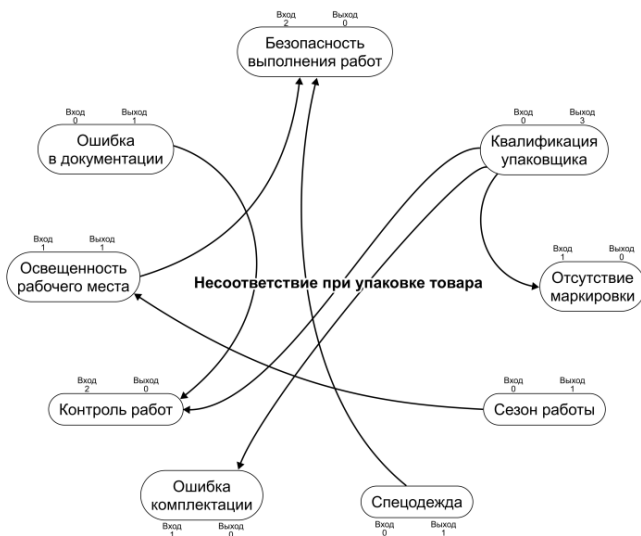 Вход Выход
2 0
Безопасность
выполнения работ
Вход Выход
0 1
Ошибка
в документации
Вход Выход
0 3
Квалификация
упаковщика
Вход Выход
1 1
Освещенность
рабочего места
Несоответствие при упаковке товара
Вход Выход
1 0
Отсутствие
маркировки
Вход Выход
2 0
Контроль работ
Вход Выход
0 1
Сезон работы
Ошибка
комплектации
Вход Выход
1 0
Спецодежда
Вход Выход
0 1